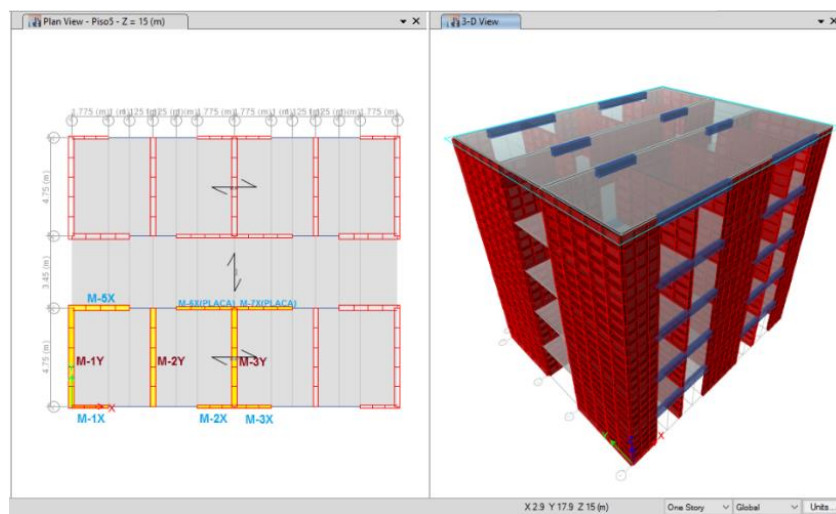 Plan View - Piso5 - Z = 15 (m)
3-D View
4.75 (m)
3.45 (m)
M-5X
M-6X(PLACA)
M-7X(PLACA)
4.75 (m)
M-1Y
M-2Y
M-3Y
X
M-1X
M-2X
M-3X
X
X 2.9 Y 17.9 Z 15 (m)
One Story
Global
Units...